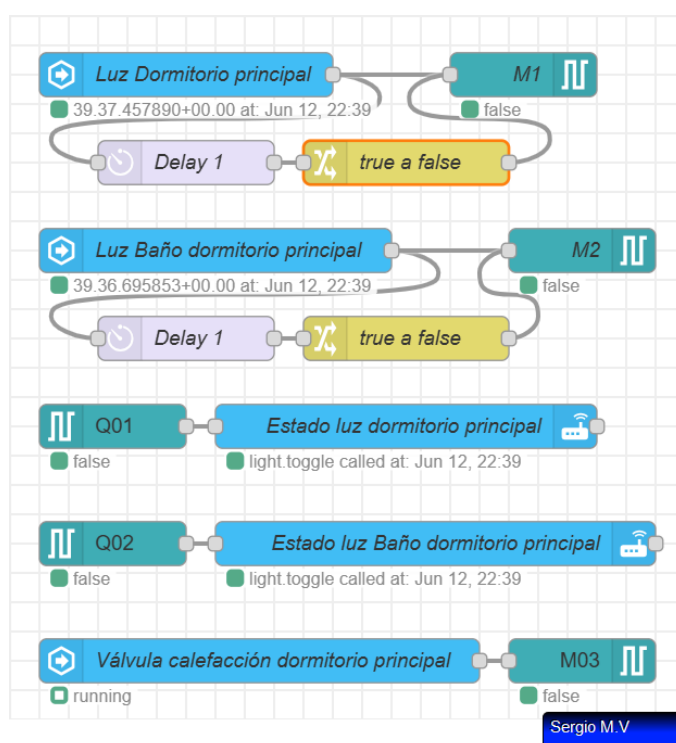 Luz Dormitorio principal
M1
39.37.457890+00.00 at: Jun 12, 22:39
false
Delay 1
true a false
Luz Baño dormitorio principal
M2
39.36.695853+00.00 at: Jun 12, 22:39
false
Delay 1
true a false
Q01
Estado luz dormitorio principal
false
light.toggle called at: Jun 12, 22:39
Q02
Estado luz Baño dormitorio principal
false
light.toggle called at: Jun 12, 22:39
Válvula calefacción dormitorio principal
M03
running
false
Sergio M.V